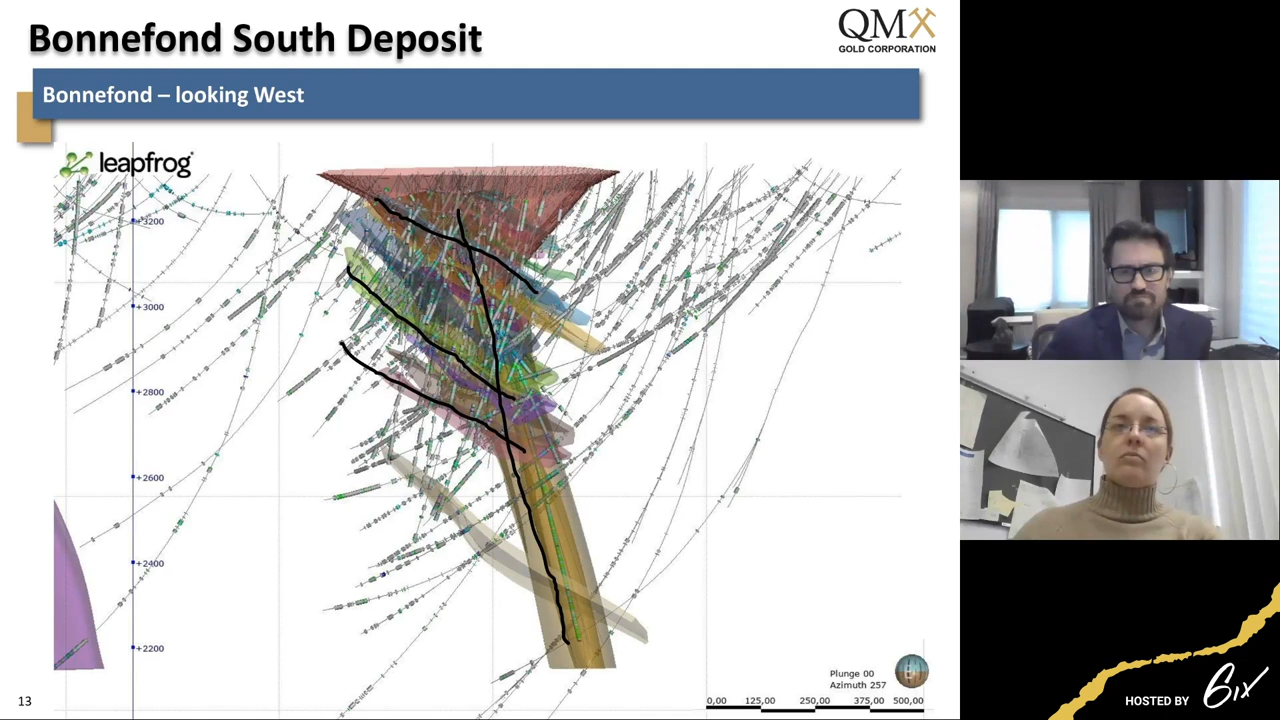 Bonnefond South Deposit
QMX
GOLD CORPORATION
Bonnefond – looking West
leapfrog
+3200
+3000
+2800
+2600
+2400
+2200
Plunge 00
Azimuth 257
0,00 125,00 250,00 375,00 500,00
13
HOSTED BY 6ix